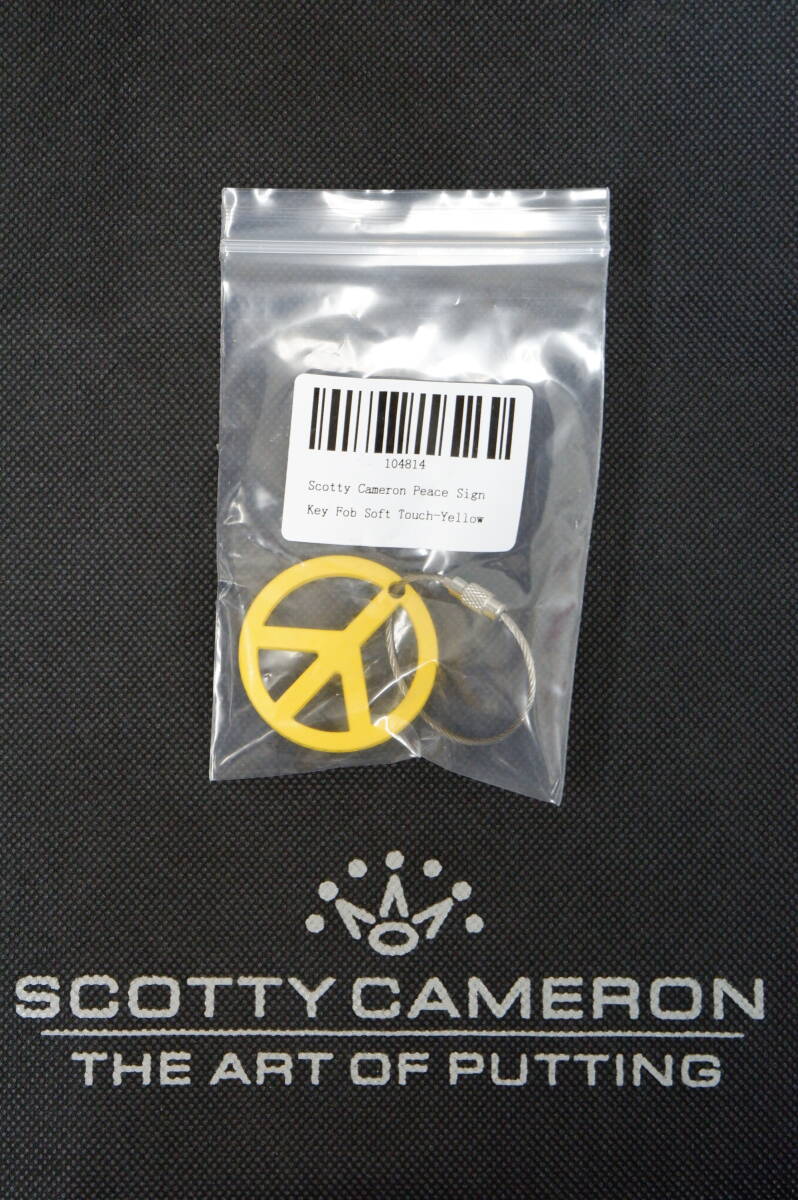 104814
Scotty Cameron Peace Sign
Key Fob Soft Touch-Yellow
SCOTTY CAMERON
THE ART OF PUTTING